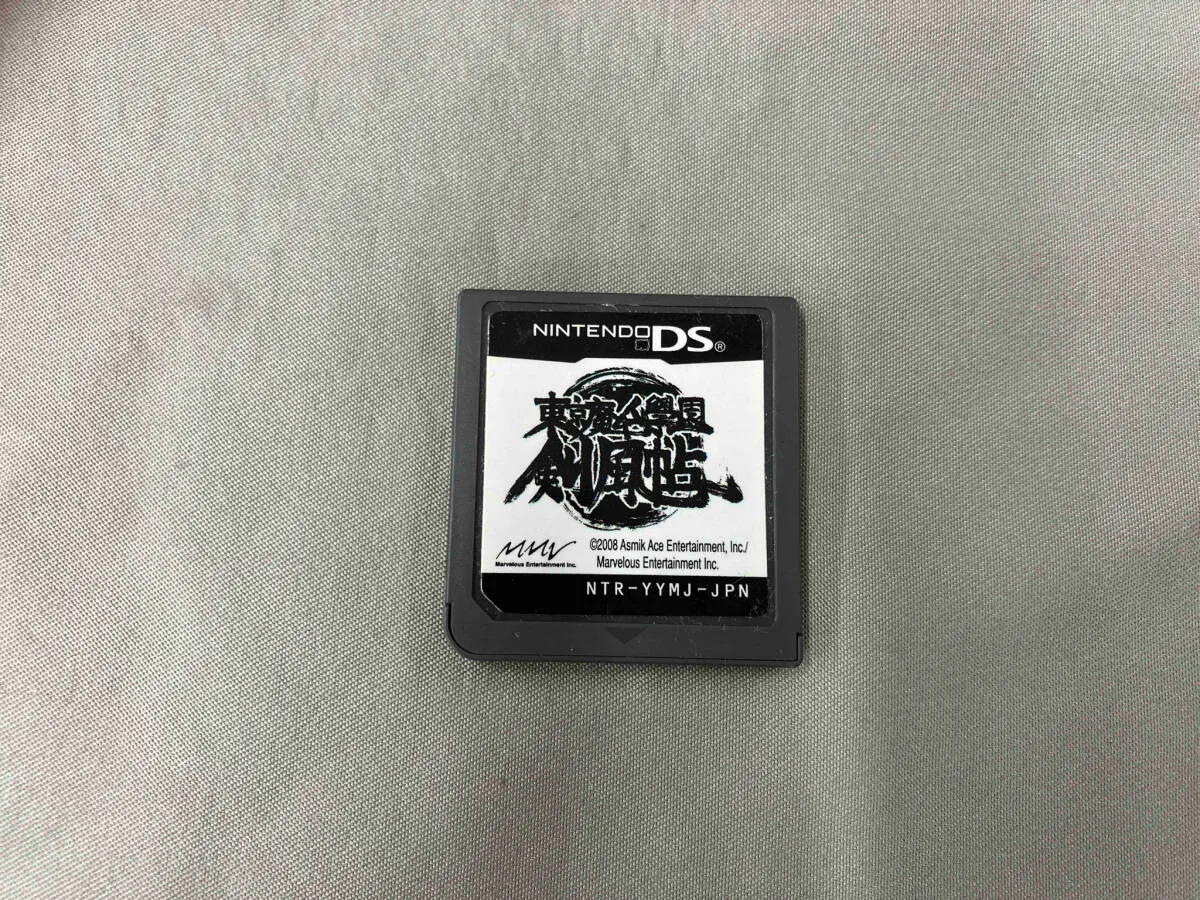 NINTENDO DS®
東京魔人學園
剣風帖
©2008 Asmik Ace Entertainment, Inc./
Marvelous Entertainment Inc.
MMV
Marvelous Entertainment Inc.
NTR-YYMJ-JPN